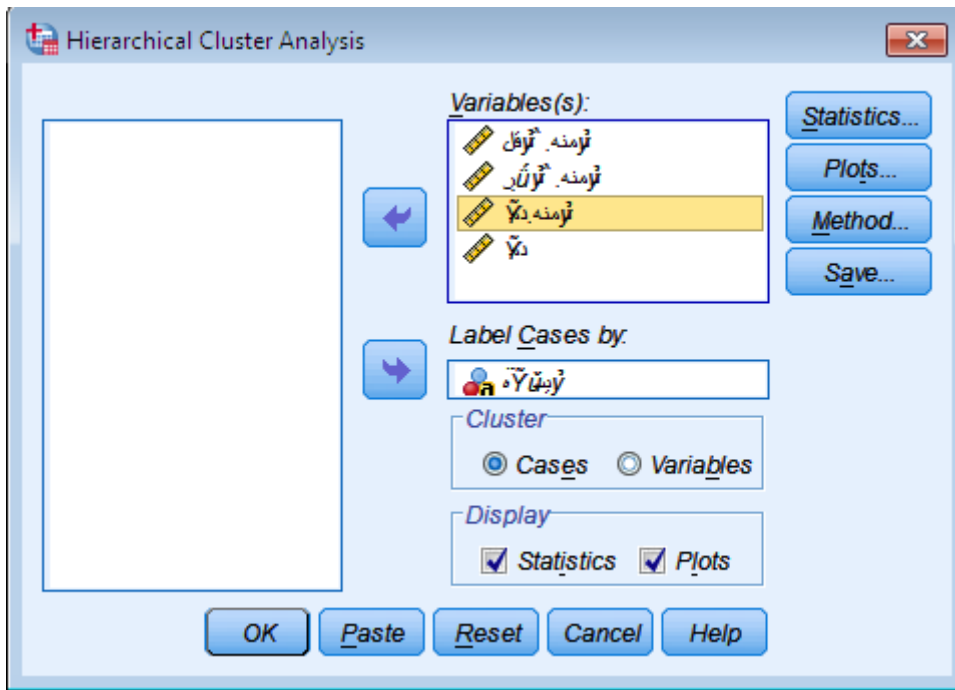 Hierarchical Cluster Analysis
Variables(s):
Statistics...
Plots...
Method...
Save...
Label Cases by:
Cluster
Cases Variables
Display
Statistics Plots
OK Paste Reset Cancel Help